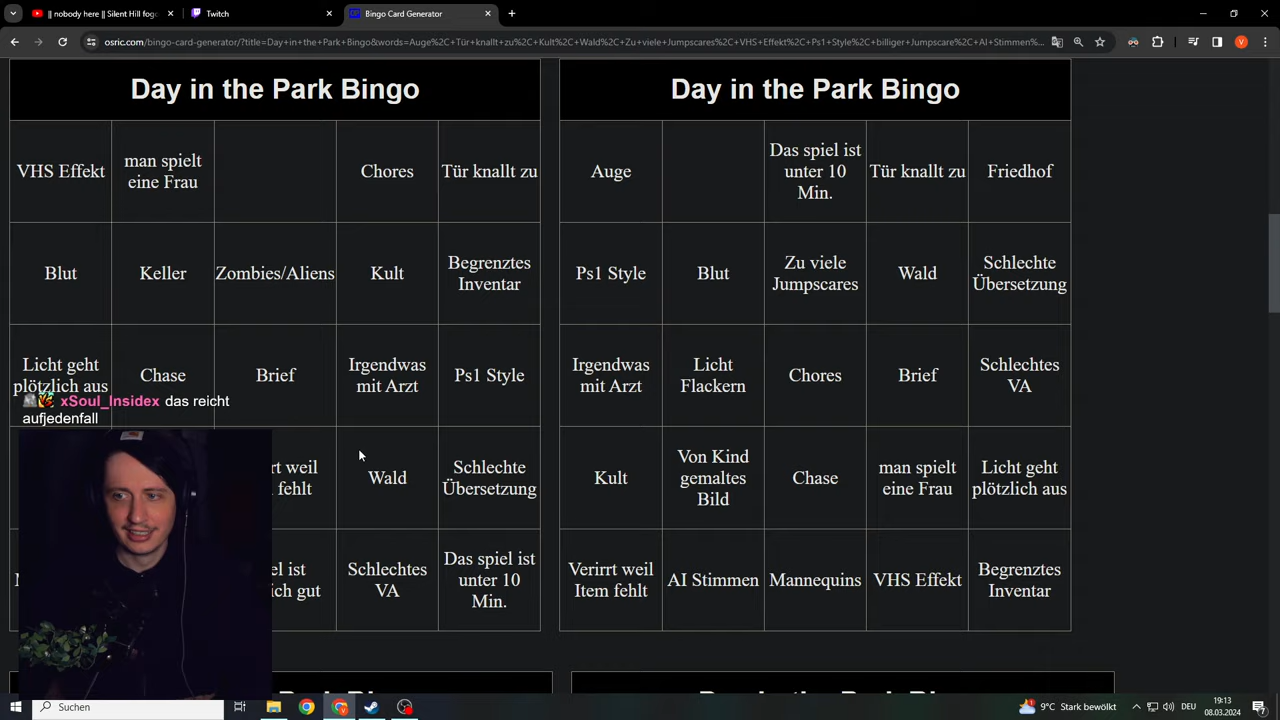 || nobody here || Silent Hill fog
Twitch
Bingo Card Generator
osric.com/bingo-card-generator/?title=Day+in+the+Park+Bingo&words=Auge%2C+Tür+knallt+zu%2C+Kult%2C+Wald%2C+Zu+viele+Jumpscares%2C+VHS+Effekt%2C+Ps1+Style%2C+billiger+Jumpscare%2C+AI+Stimmen%...
Day in the Park Bingo
VHS Effekt
man spielt
eine Frau
Chores
Tür knallt zu
Blut
Keller
Zombies/Aliens
Kult
Begrenztes
Inventar
Licht geht
plötzlich aus
Chase
Brief
Irgendwas
mit Arzt
Ps1 Style
rt weil
fehlt
Wald
Schlechte
Übersetzung
el ist
ich gut
Schlechtes
VA
Das spiel ist
unter 10
Min.
Day in the Park Bingo
Auge
Das spiel ist
unter 10
Min.
Tür knallt zu
Friedhof
Ps1 Style
Blut
Zu viele
Jumpscares
Wald
Schlechte
Übersetzung
Irgendwas
mit Arzt
Licht
Flackern
Chores
Brief
Schlechtes
VA
Kult
Von Kind
gemaltes
Bild
Chase
man spielt
eine Frau
Licht geht
plötzlich aus
Verirrt weil
Item fehlt
AI Stimmen
Mannequins
VHS Effekt
Begrenztes
Inventar
xSoul_Insidex das reicht
aufjedenfall
Suchen
9°C Stark bewölkt
DEU
19:13
08.03.2024